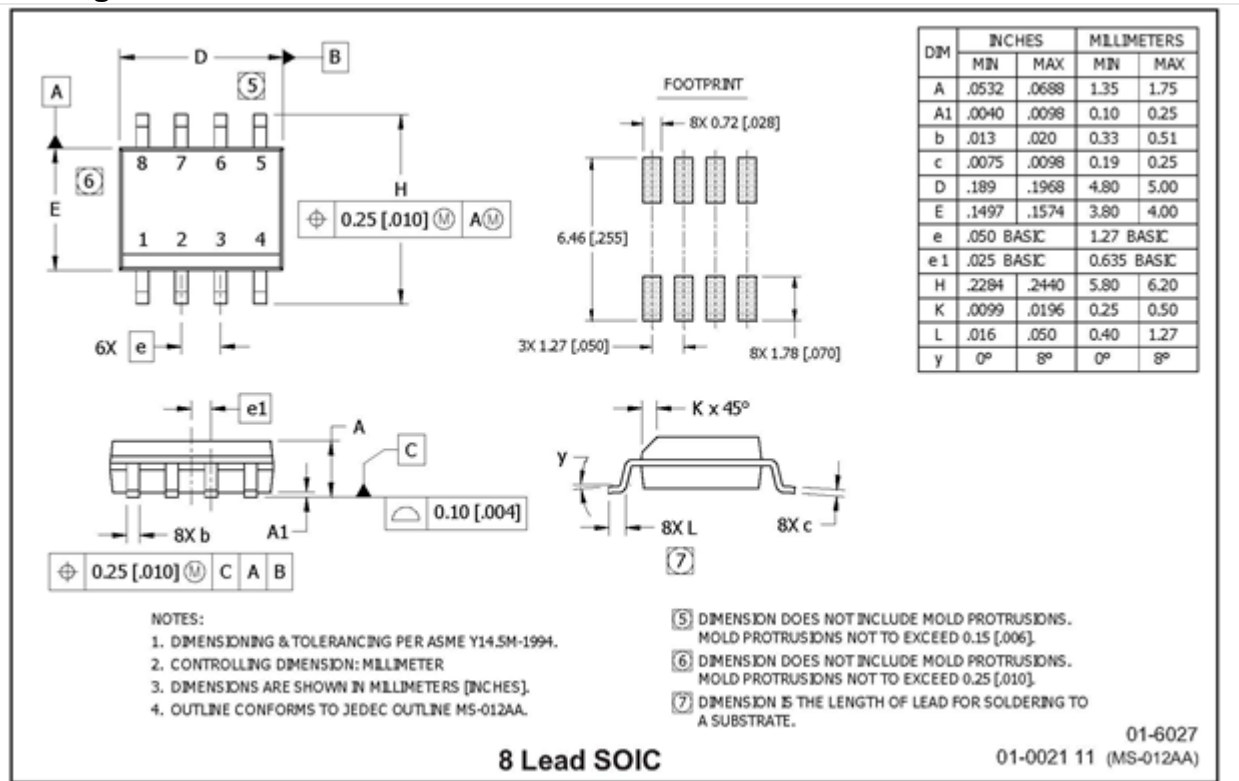 D
B
A
5
8 7 6 5
6
E
H
⌖ 0.25 [.010] Ⓜ A Ⓜ
1 2 3 4
6X e
FOOTPRINT
8X 0.72 [.028]
6.46 [.255]
3X 1.27 [.050]
8X 1.78 [.070]
DIM INCHES MILLIMETERS
MIN MAX MIN MAX
A .0532 .0688 1.35 1.75
A1 .0040 .0098 0.10 0.25
b .013 .020 0.33 0.51
c .0075 .0098 0.19 0.25
D .189 .1968 4.80 5.00
E .1497 .1574 3.80 4.00
e .050 BASIC 1.27 BASIC
e 1 .025 BASIC 0.635 BASIC
H .2284 .2440 5.80 6.20
K .0099 .0196 0.25 0.50
L .016 .050 0.40 1.27
y 0° 8° 0° 8°
e1
A
C
0.10 [.004]
8X b
A1
⌖ 0.25 [.010] Ⓜ C A B
K x 45°
y
8X L
8X c
7
NOTES:
1. DIMENSIONING & TOLERANCING PER ASME Y14.5M-1994.
2. CONTROLLING DIMENSION: MILLIMETER
3. DIMENSIONS ARE SHOWN IN MILLIMETERS [INCHES].
4. OUTLINE CONFORMS TO JEDEC OUTLINE MS-012AA.
5 DIMENSION DOES NOT INCLUDE MOLD PROTRUSIONS.
MOLD PROTRUSIONS NOT TO EXCEED 0.15 [.006].
6 DIMENSION DOES NOT INCLUDE MOLD PROTRUSIONS.
MOLD PROTRUSIONS NOT TO EXCEED 0.25 [.010].
7 DIMENSION IS THE LENGTH OF LEAD FOR SOLDERING TO
A SUBSTRATE.
8 Lead SOIC
01-6027
01-0021 11 (MS-012AA)